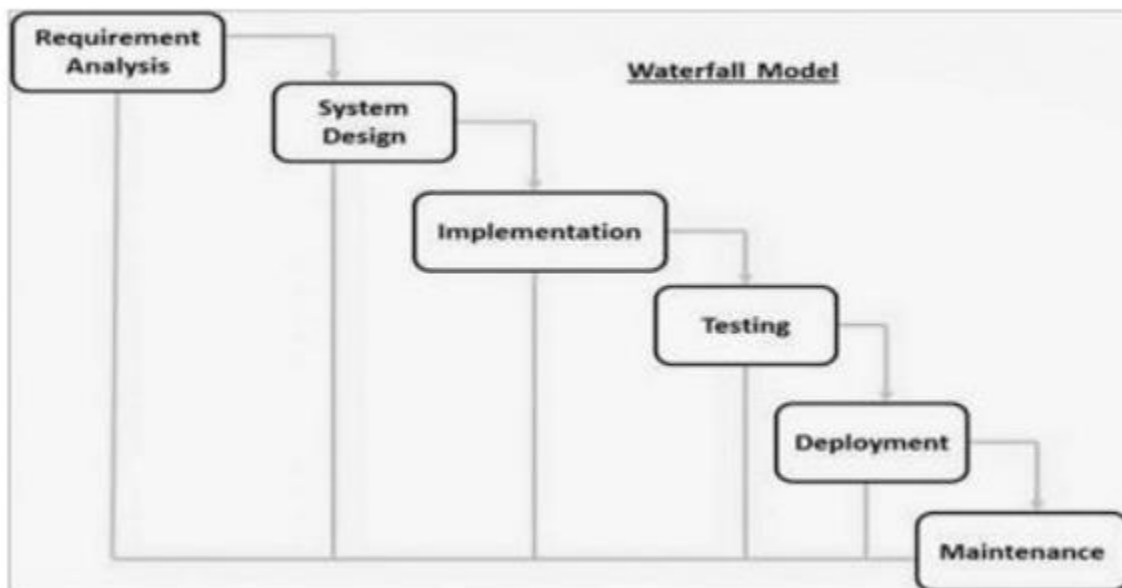 Requirement
Analysis
Waterfall Model
System
Design
Implementation
Testing
Deployment
Maintenance